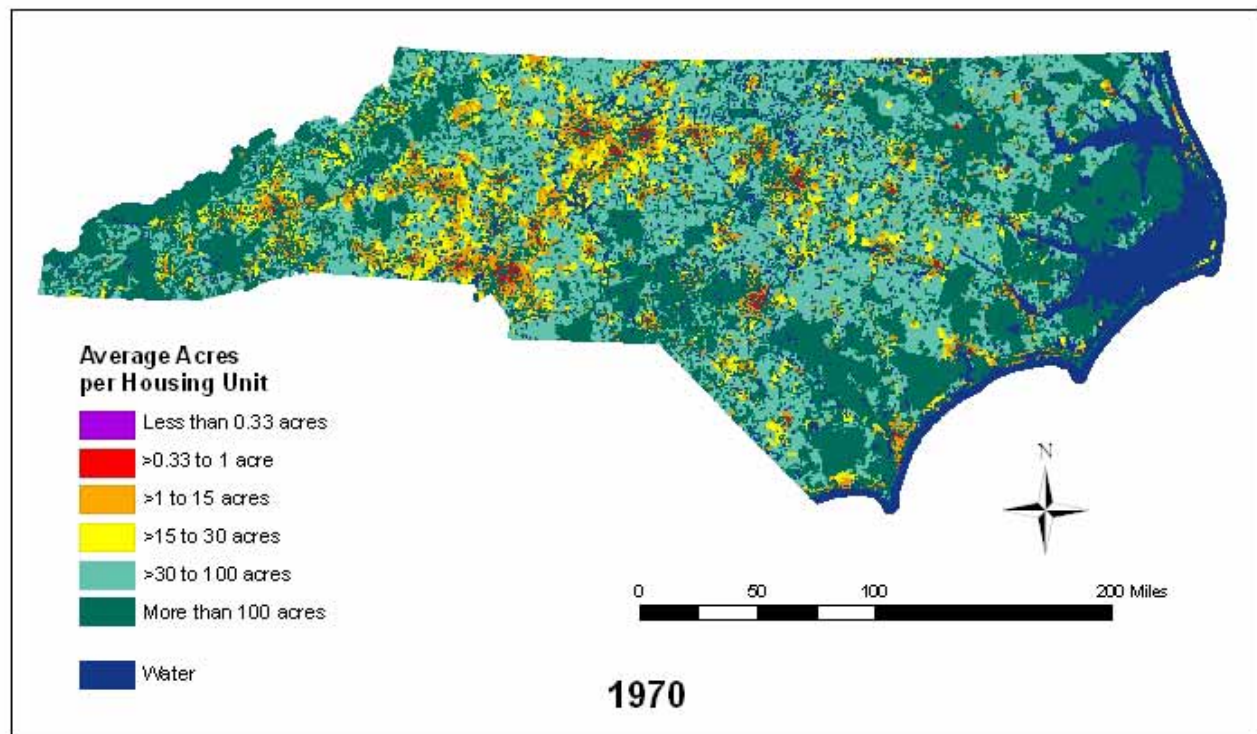 N
Average Acres
per Housing Unit
Less than 0.33 acres
>0.33 to 1 acre
>1 to 15 acres
>15 to 30 acres
>30 to 100 acres
More than 100 acres
Water
0 50 100 200 Miles
1970